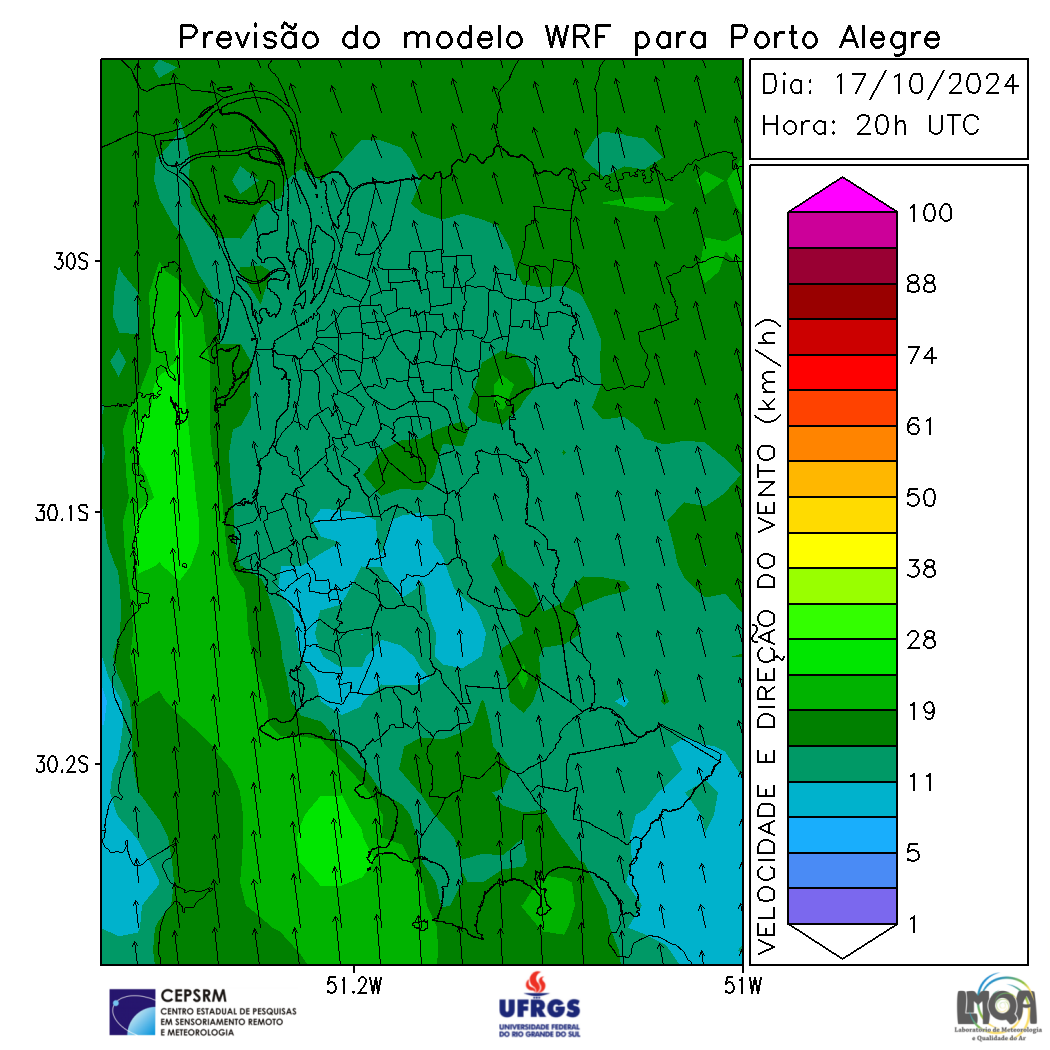 Previsão do modelo WRF para Porto Alegre
Dia: 17/10/2024
Hora: 20h UTC
30S
30.1S
30.2S
51.2W
51W
VELOCIDADE E DIREÇÃO DO VENTO (km/h)
100
88
74
61
50
38
28
19
11
5
1
CEPSRM
CENTRO ESTADUAL DE PESQUISAS
EM SENSORIAMENTO REMOTO
E METEOROLOGIA
UFRGS
UNIVERSIDADE FEDERAL
DO RIO GRANDE DO SUL
LMQA
Laboratório de Meteorologia
e Qualidade do Ar